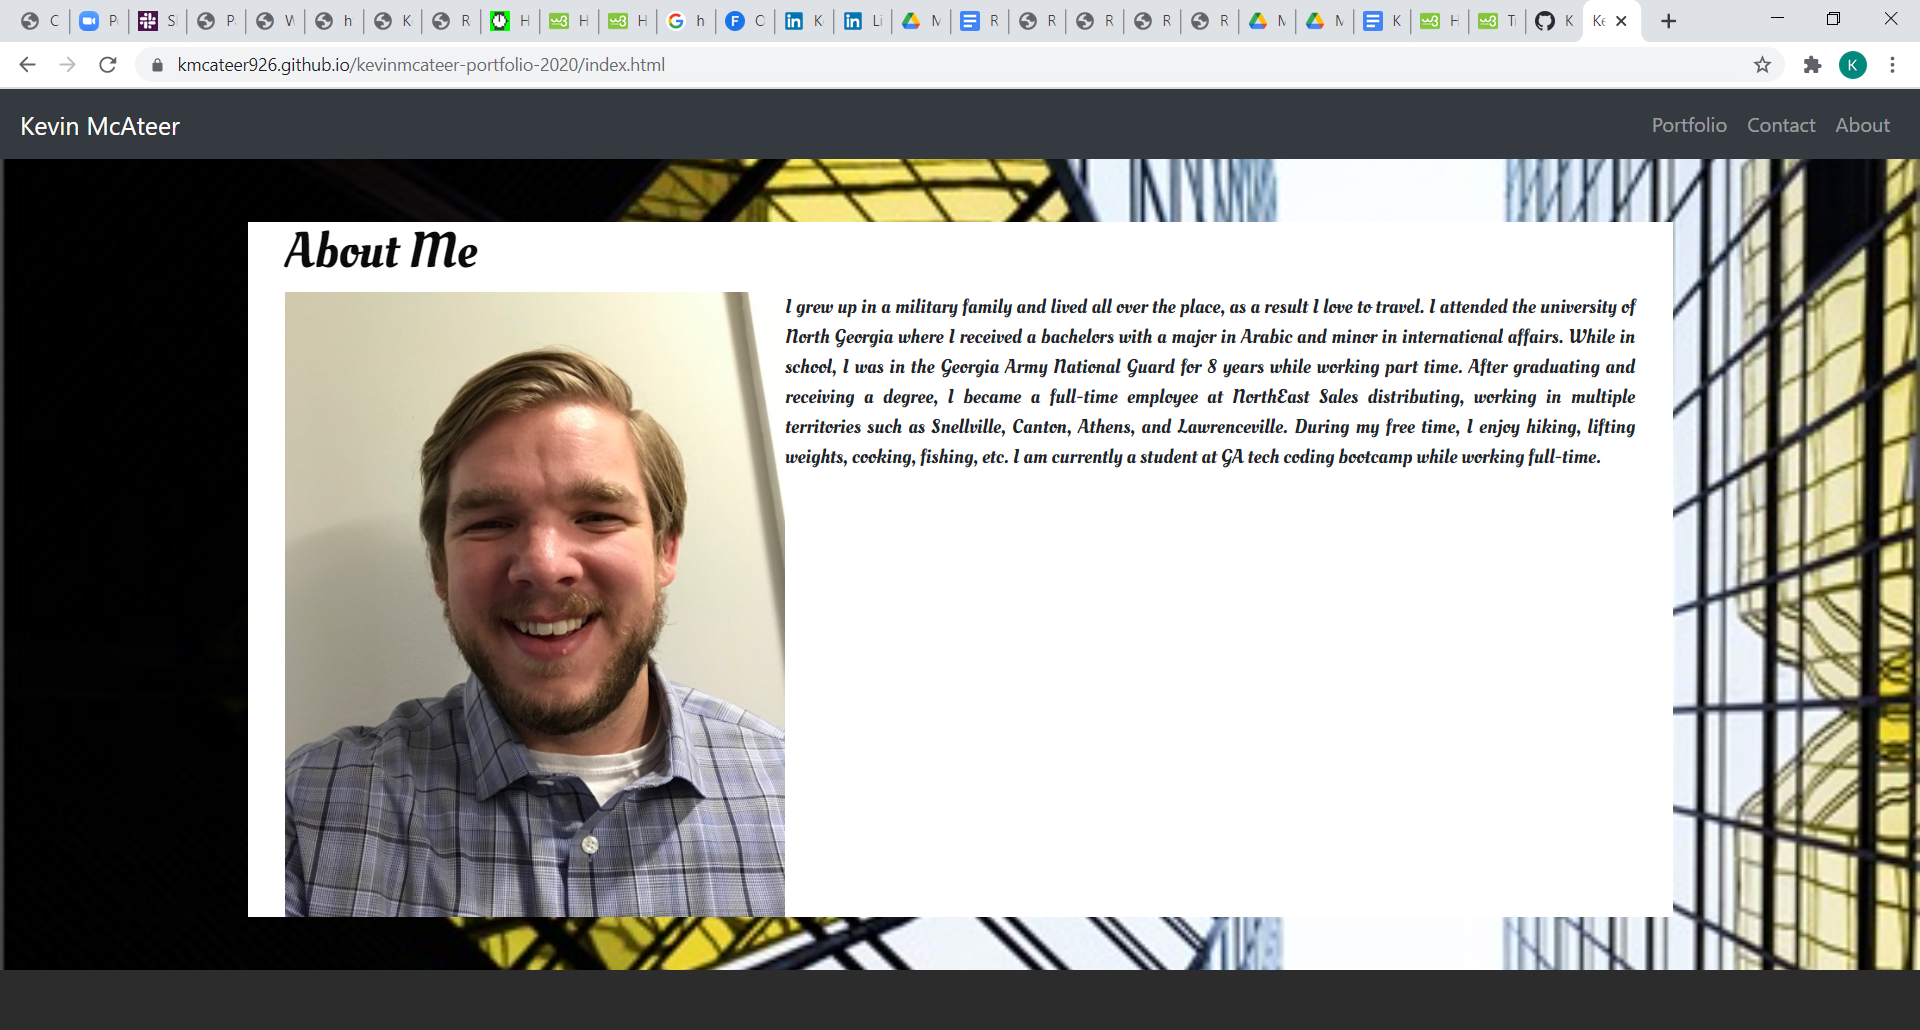 C P S P W h K R H H H h C K Li M R R R R R M M K H T K Ke
kmcateer926.github.io/kevinmcateer-portfolio-2020/index.html
K
Kevin McAteer
Portfolio Contact About
About Me
I grew up in a military family and lived all over the place, as a result I love to travel. I attended the university of
North Georgia where I received a bachelors with a major in Arabic and minor in international affairs. While in
school, I was in the Georgia Army National Guard for 8 years while working part time. After graduating and
receiving a degree, I became a full-time employee at NorthEast Sales distributing, working in multiple
territories such as Snellville, Canton, Athens, and Lawrenceville. During my free time, I enjoy hiking, lifting
weights, cooking, fishing, etc. I am currently a student at GA tech coding bootcamp while working full-time.